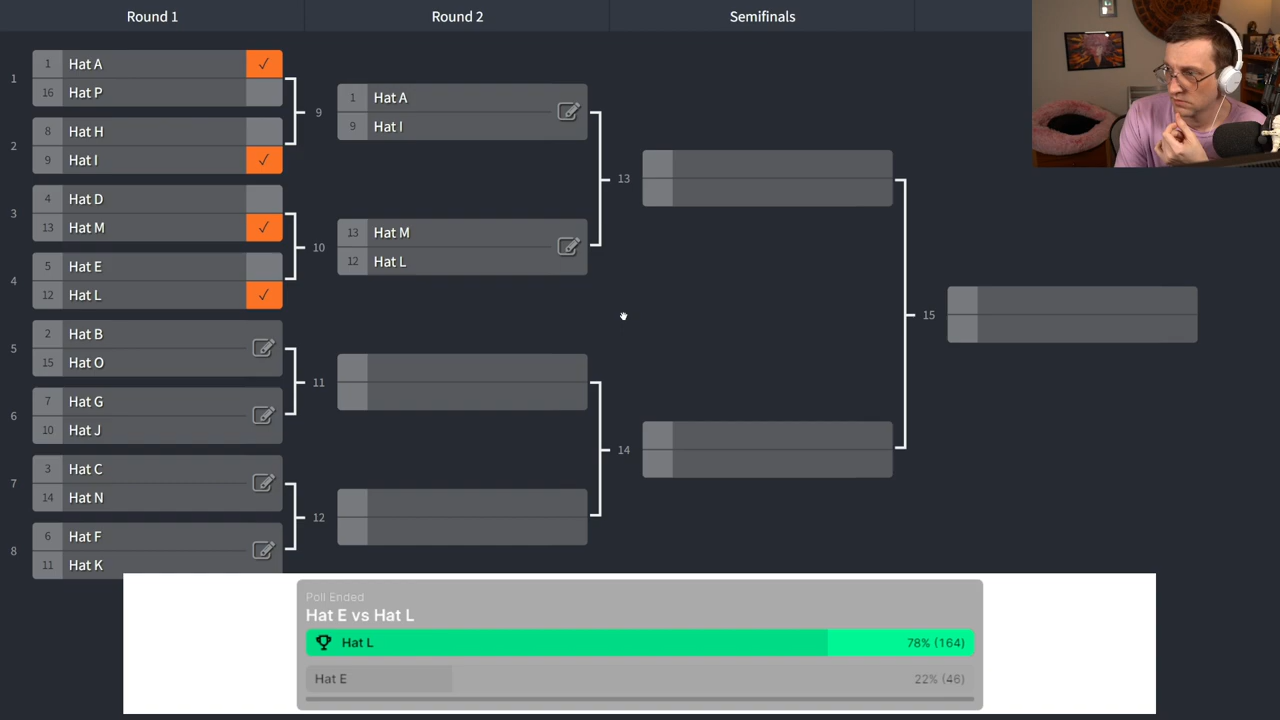 Round 1
Round 2
Semifinals
1
1 Hat A ✓
16 Hat P
2
8 Hat H
9 Hat I ✓
3
4 Hat D
13 Hat M ✓
4
5 Hat E
12 Hat L ✓
5
2 Hat B
15 Hat O
6
7 Hat G
10 Hat J
7
3 Hat C
14 Hat N
8
6 Hat F
11 Hat K
9
1 Hat A
9 Hat I
10
13 Hat M
12 Hat L
11
12
13
14
15
Poll Ended
Hat E vs Hat L
Hat L 78% (164)
Hat E 22% (46)